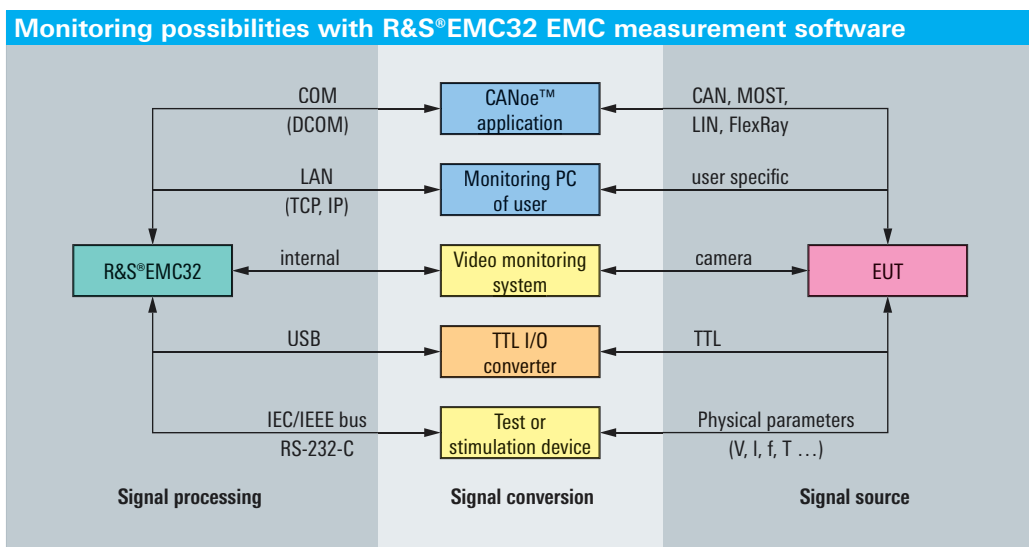 Monitoring possibilities with R&S®EMC32 EMC measurement software
COM
(DCOM)
CANoe™
application
CAN, MOST,
LIN, FlexRay
LAN
(TCP, IP)
Monitoring PC
of user
user specific
R&S®EMC32
internal
Video monitoring
system
camera
EUT
USB
TTL I/O
converter
TTL
IEC/IEEE bus
RS-232-C
Test or
stimulation device
Physical parameters
(V, I, f, T ...)
Signal processing
Signal conversion
Signal source